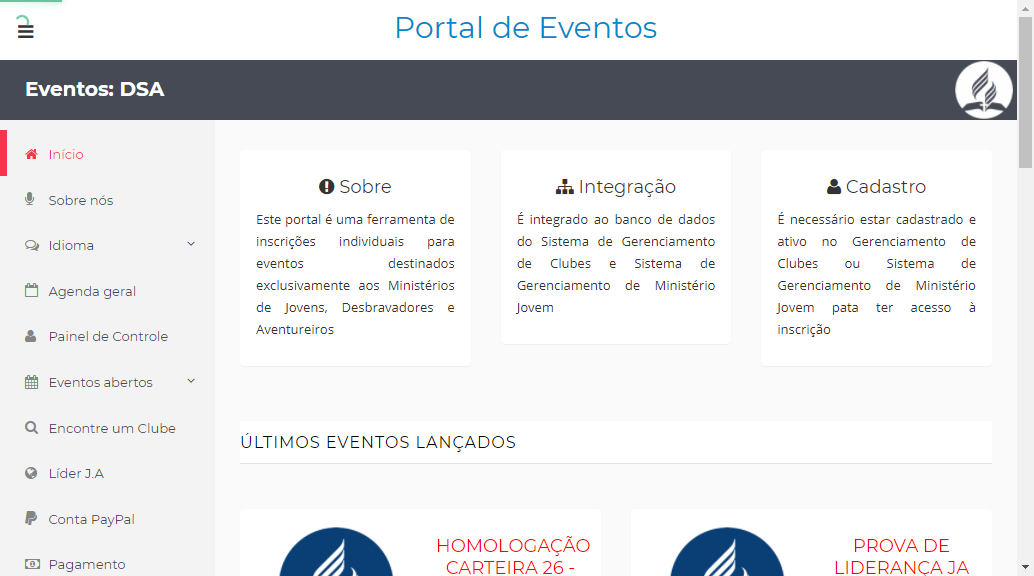 Portal de Eventos
Eventos: DSA
Início
Sobre nós
Idioma
Agenda geral
Painel de Controle
Eventos abertos
Encontre um Clube
Líder J.A
Conta PayPal
Pagamento
Sobre
Este portal é uma ferramenta de
inscrições individuais para
eventos destinados
exclusivamente aos Ministérios
de Jovens, Desbravadores e
Aventureiros
Integração
É integrado ao banco de dados
do Sistema de Gerenciamento
de Clubes e Sistema de
Gerenciamento de Ministério
Jovem
Cadastro
É necessário estar cadastrado e
ativo no Gerenciamento de
Clubes ou Sistema de
Gerenciamento de Ministério
Jovem pata ter acesso à
inscrição
ÚLTIMOS EVENTOS LANÇADOS
HOMOLOGAÇÃO
CARTEIRA 26 -
PROVA DE
LIDERANÇA JA